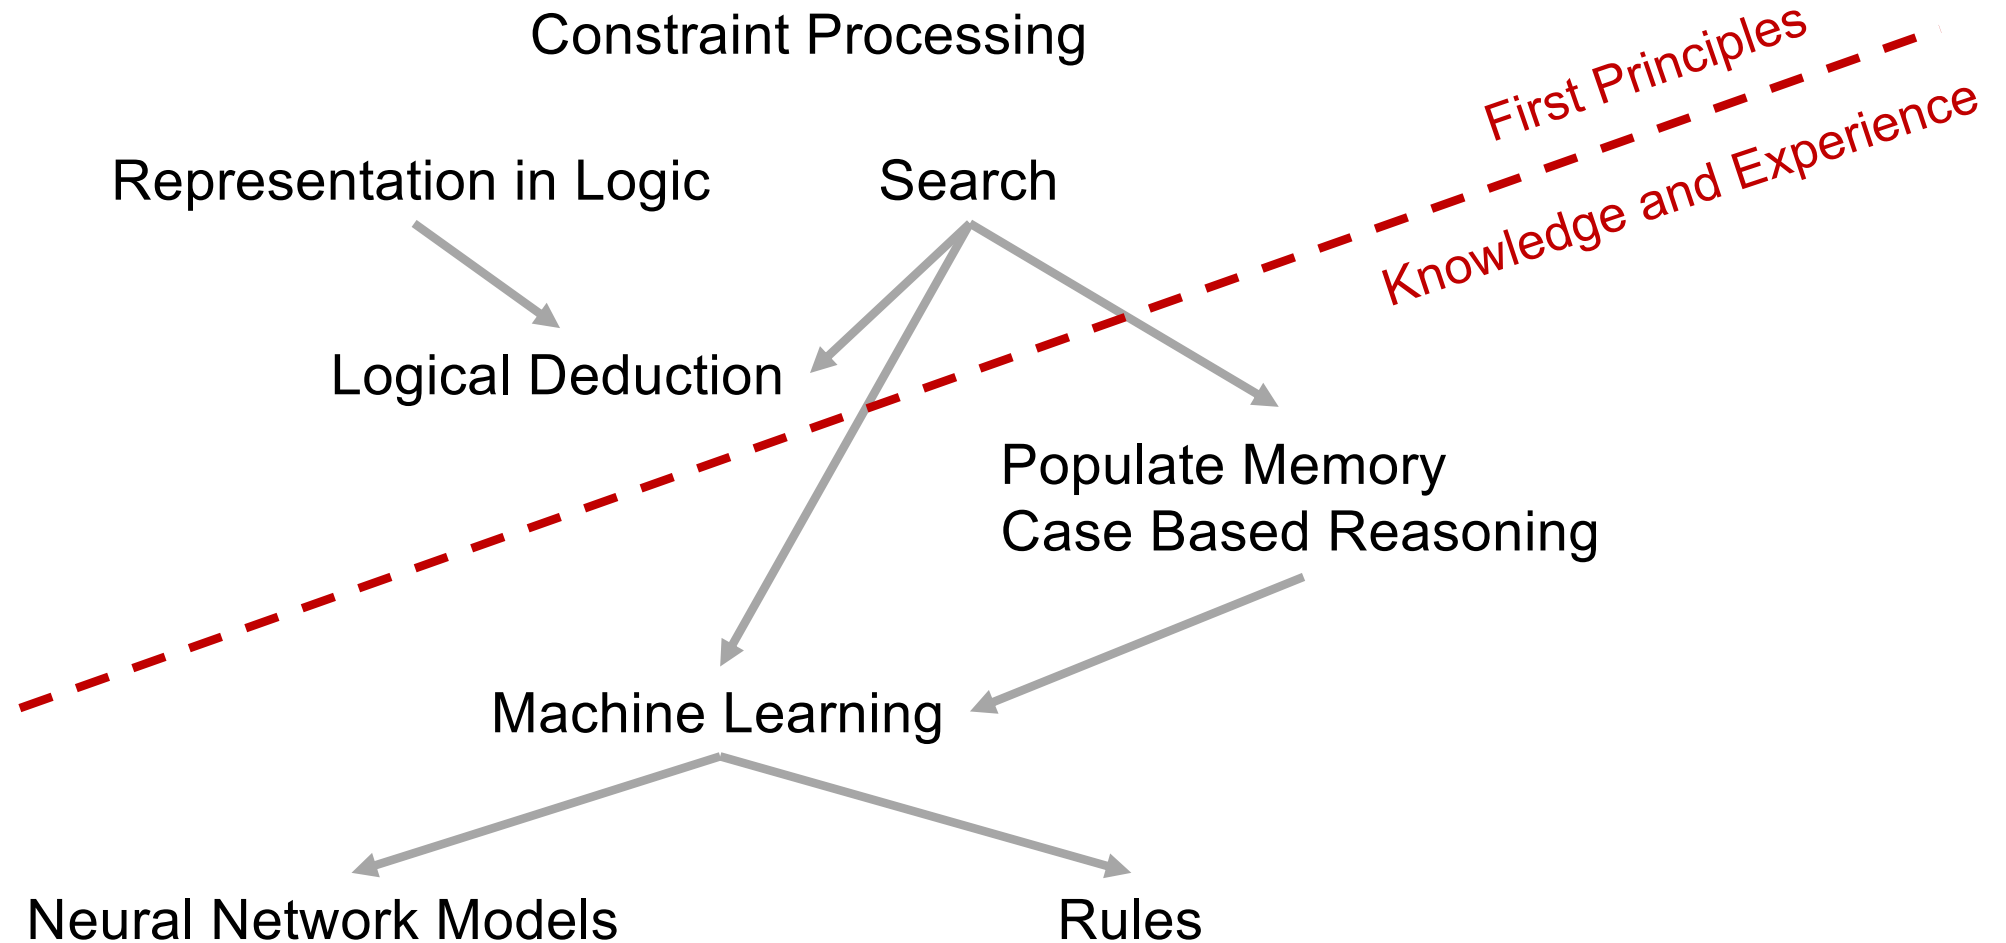 Constraint Processing
First Principles
Knowledge and Experience
Representation in Logic
Search
Logical Deduction
Populate Memory
Case Based Reasoning
Machine Learning
Neural Network Models
Rules